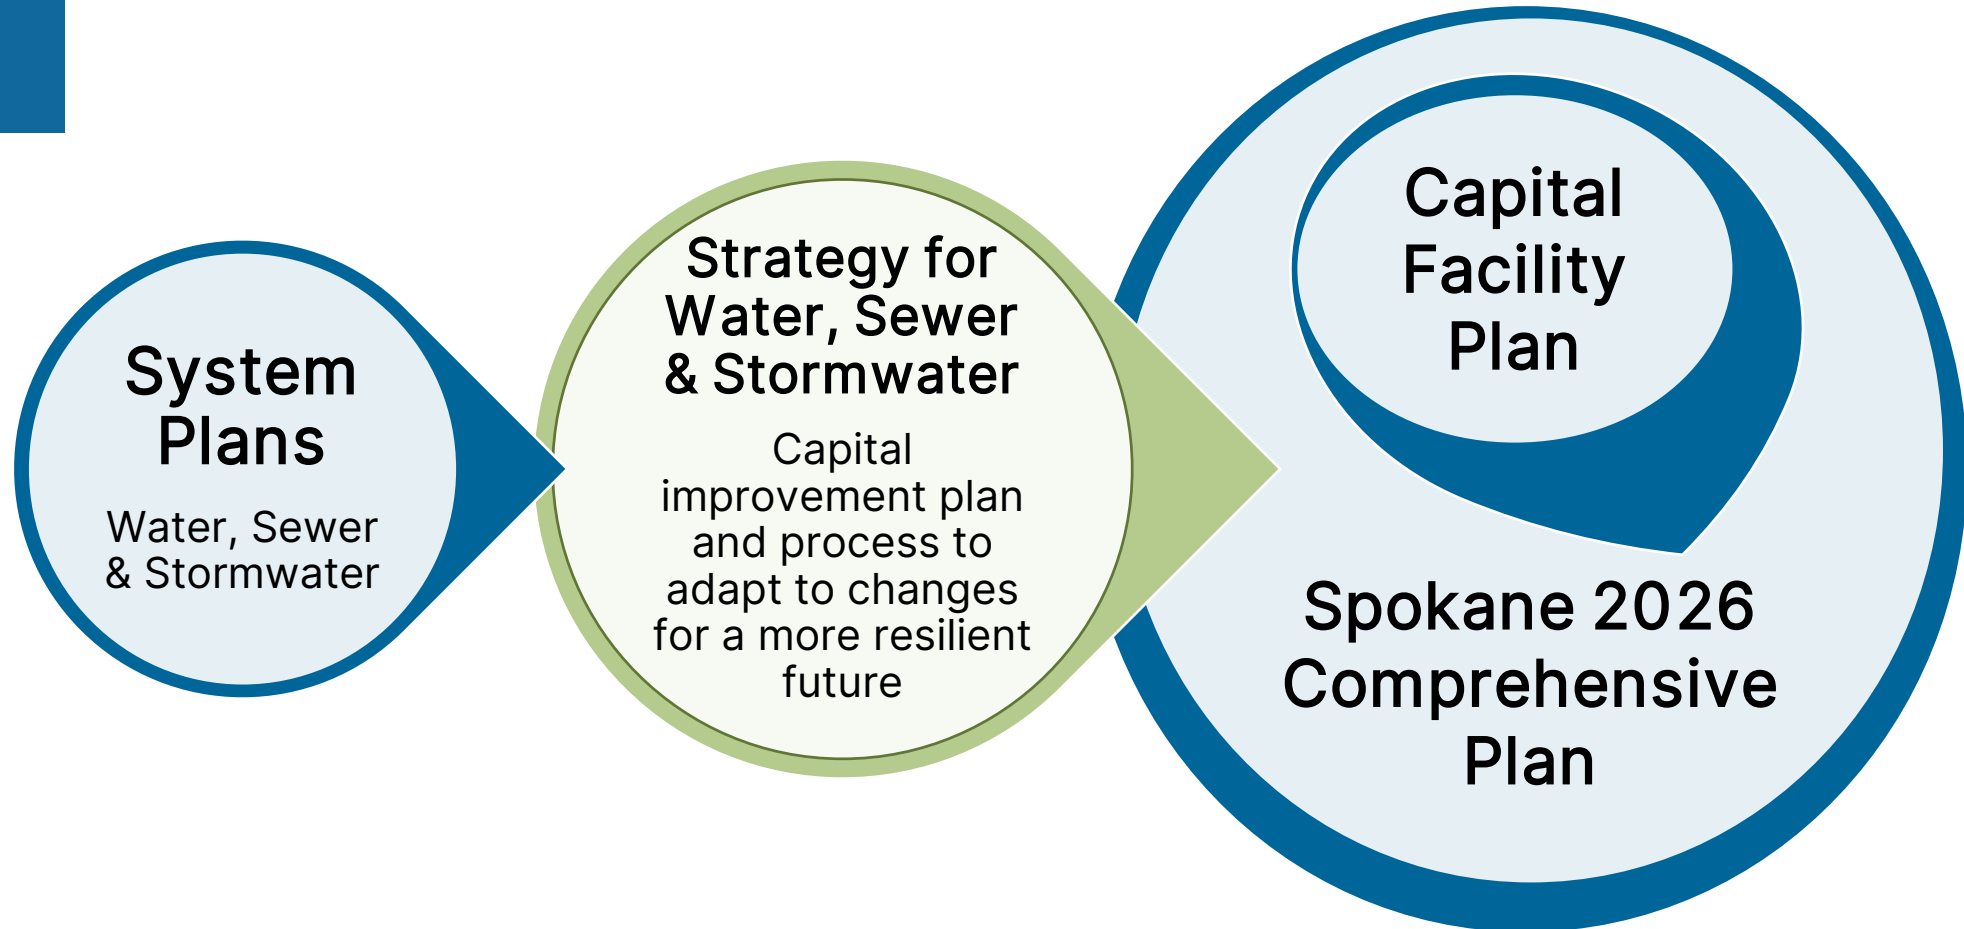 System
Plans
Water, Sewer
& Stormwater
Strategy for
Water, Sewer
& Stormwater
Capital
improvement plan
and process to
adapt to changes
for a more resilient
future
Capital
Facility
Plan
Spokane 2026
Comprehensive
Plan